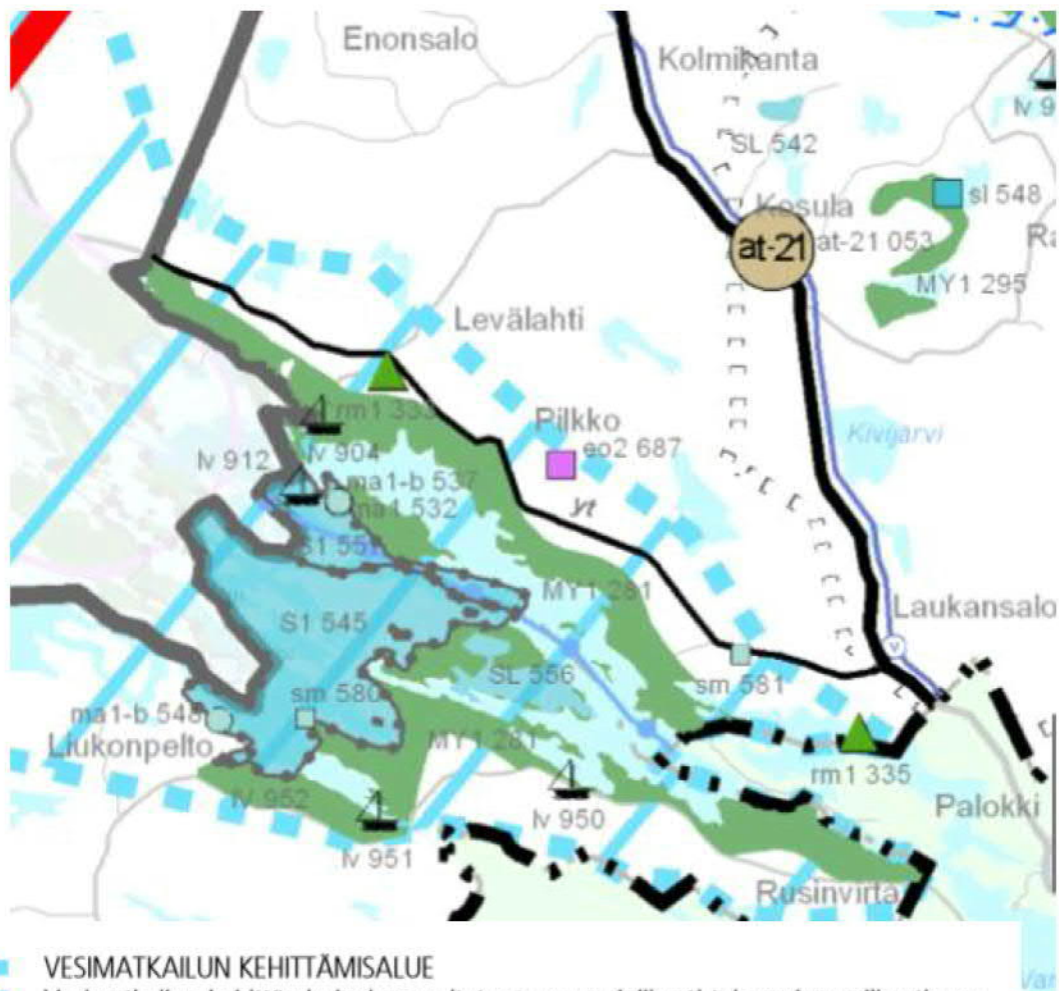 Enonsalo
Kolmikanta
lv 9
SL 542
sl 548
Kosula
at-21
at-21 053
MY1 295
Levälahti
rm1 333
Pilkko
eo2 687
Kivijarvi
lv 904
lv 912
ma1-b 537
ma1 532
yt
S1 551
MY1 281
Laukansalo
v
S1 545
SL 556
sm 581
sm 580
ma1-b 548
Liukonpelto
MY1 281
rm1 335
lv 952
lv 950
Palokki
lv 951
Rusinvirta
VESIMATKAILUN KEHITTÄMISALUE